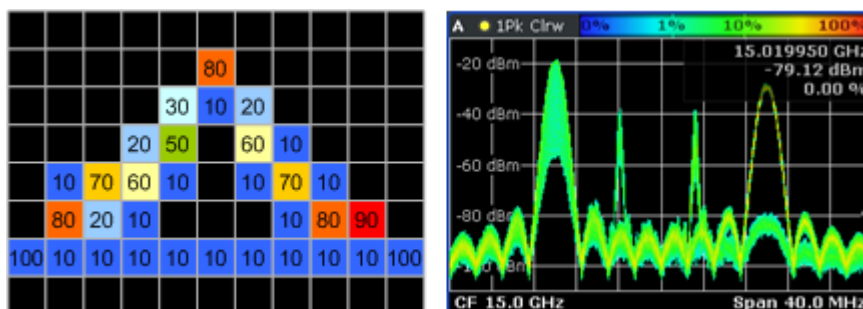 80
30 10 20
20 50 60 10
10 70 60 10 10 70 10
80 20 10 10 80 90
100 10 10 10 10 10 10 10 10 10 100
A 1Pk Clrw 0% 1% 10% 100%
15.019950 GHz
-20 dBm -79.12 dBm
0.00 %
-40 dBm
-60 dBm
-80 dBm
-100 dBm
CF 15.0 GHz Span 40.0 MHz